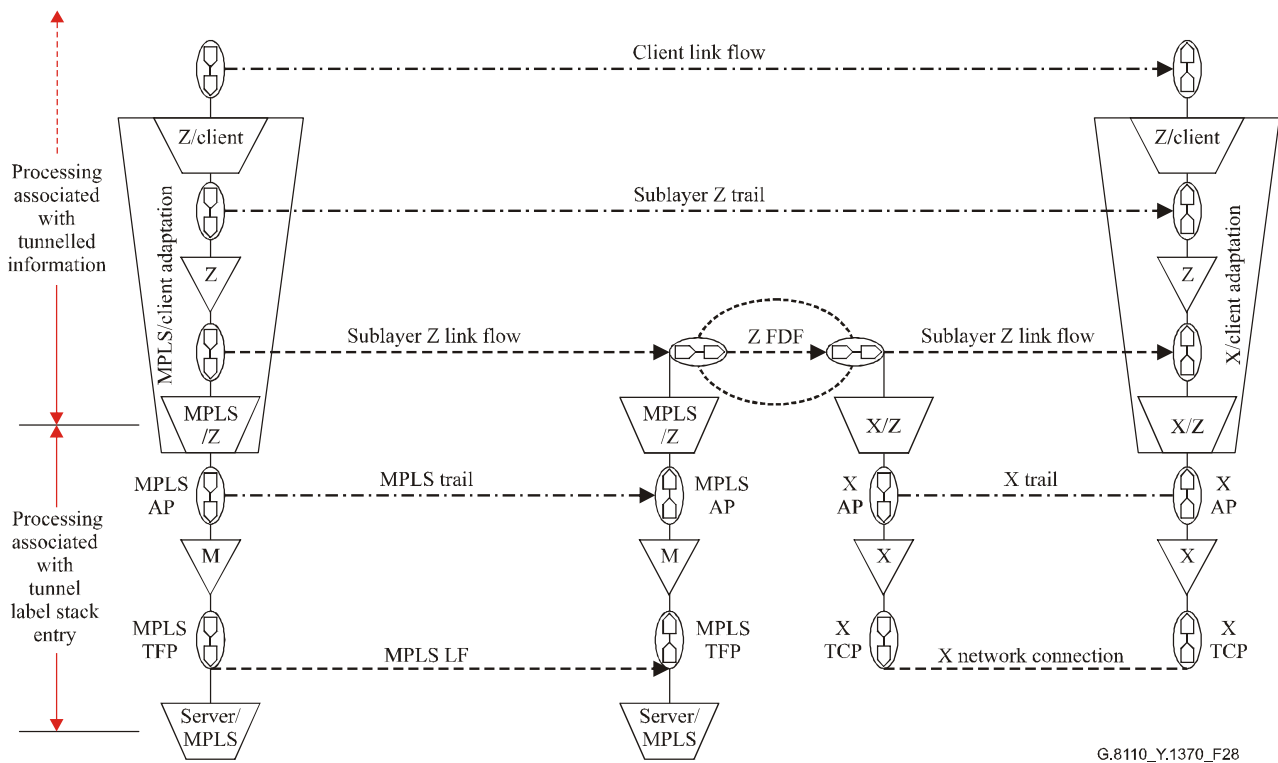 Client link flow
Z/client
Z/client
Processing
associated
with
tunnelled
information
MPLS/client adaptation
X/client adaptation
Sublayer Z trail
Z
Z
Sublayer Z link flow
Z FDF
Sublayer Z link flow
MPLS
/Z
MPLS
/Z
X/Z
X/Z
MPLS
AP
MPLS trail
MPLS
AP
X
AP
X trail
X
AP
Processing
associated
with
tunnel
label stack
entry
M
M
X
X
MPLS
TFP
MPLS LF
MPLS
TFP
X
TCP
X network connection
X
TCP
Server/
MPLS
Server/
MPLS
G.8110_Y.1370_F28